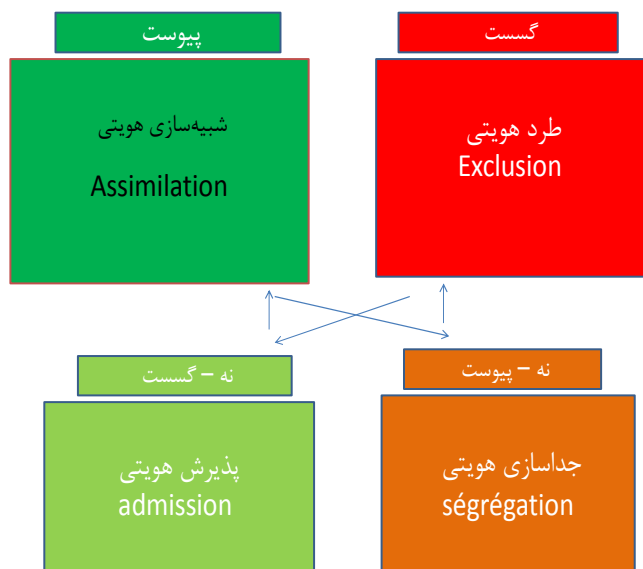 گسست
پیوست
طرد هویتی
Exclusion
شبیه‌سازی هویتی
Assimilation
نه – پیوست
نه – گسست
جداسازی هویتی
ségrégation
پذیرش هویتی
admission